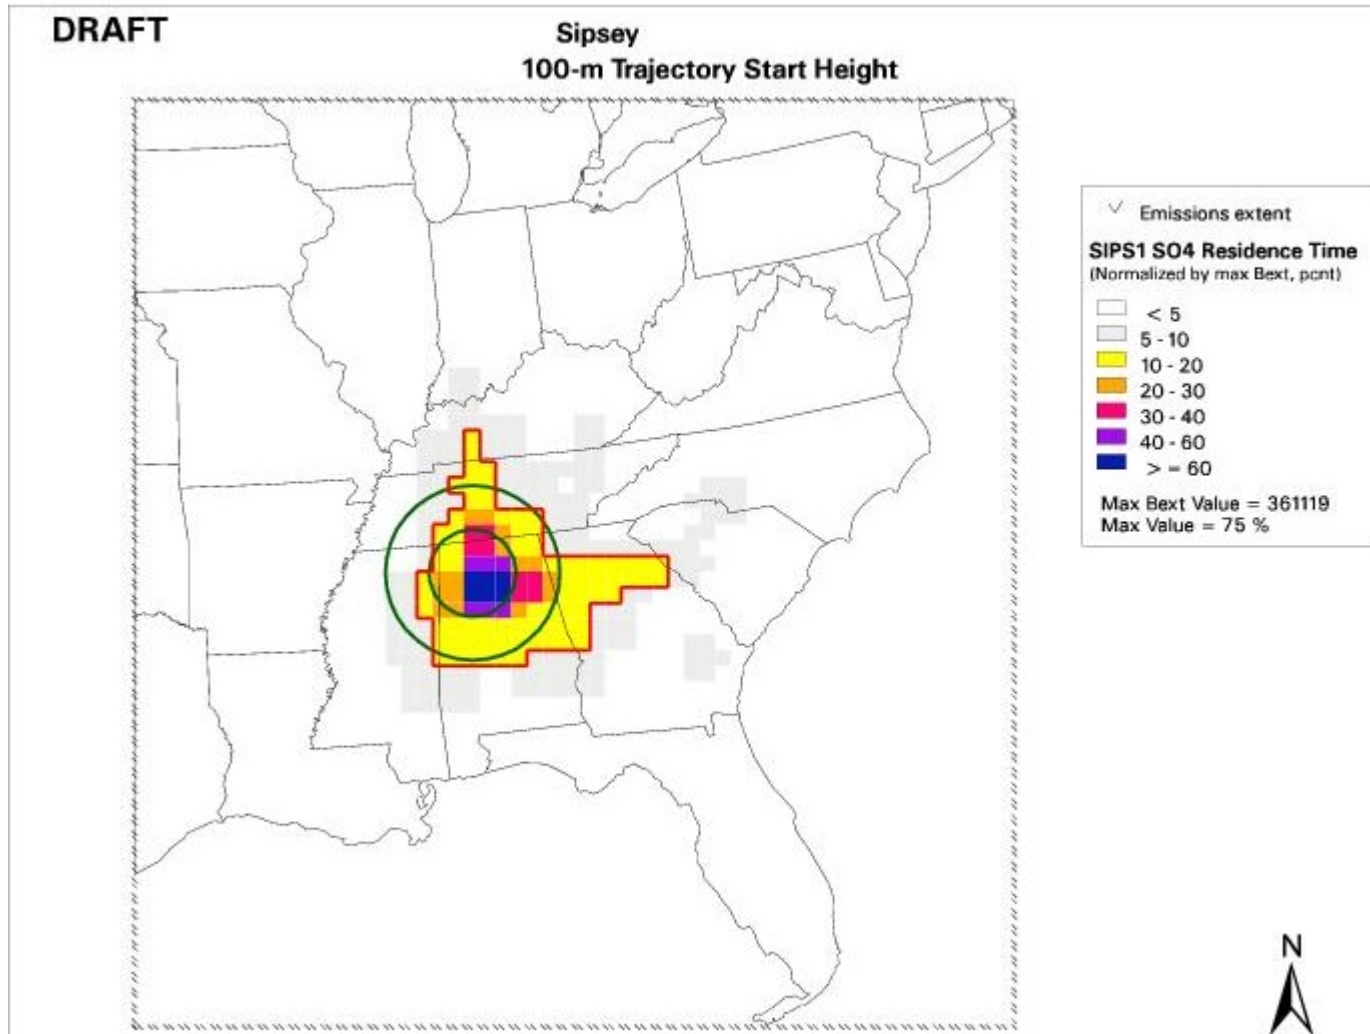 DRAFT
Sipsey
100-m Trajectory Start Height
Emissions extent
SIPS1 SO4 Residence Time
(Normalized by max Bext, pcnt)
< 5
5 - 10
10 - 20
20 - 30
30 - 40
40 - 60
> = 60
Max Bext Value = 361119
Max Value = 75 %
N